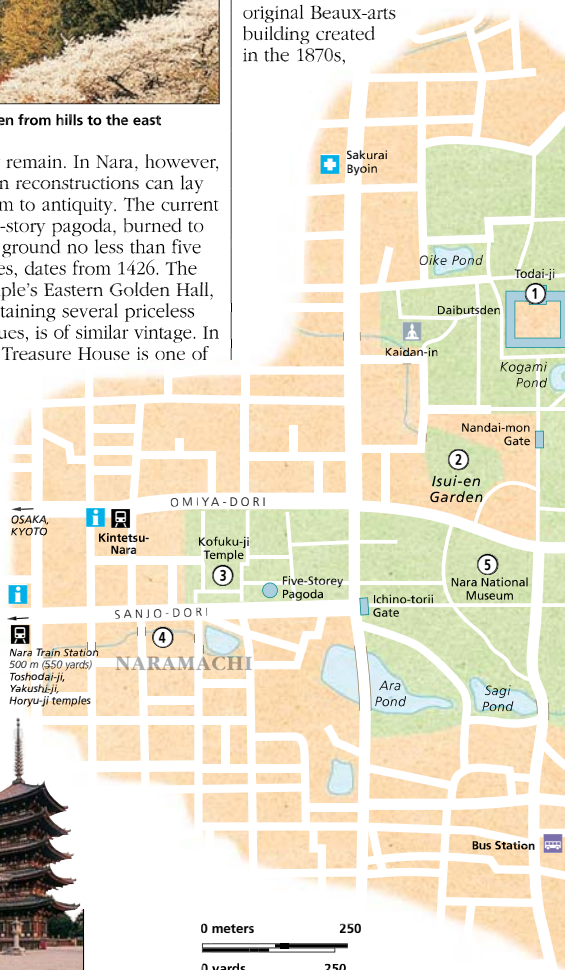 original Beaux-arts
building created
in the 1870s,
en from hills to the east
remain. In Nara, however,
n reconstructions can lay
m to antiquity. The current
-story pagoda, burned to
ground no less than five
es, dates from 1426. The
ple's Eastern Golden Hall,
taining several priceless
ues, is of similar vintage. In
Treasure House is one of
Sakurai
Byoin
Oike Pond
Todai-ji
1
Daibutsden
Kaidan-in
Kogami
Pond
Nandai-mon
Gate
2
Isui-en
Garden
OMIYA-DORI
OSAKA,
KYOTO
Kintetsu-
Nara
Kofuku-ji
Temple
3
Five-Storey
Pagoda
5
Nara National
Museum
Ichino-torii
Gate
SANJO-DORI
4
NARAMACHI
Nara Train Station
500 m (550 yards)
Toshodai-ji,
Yakushi-ji,
Horyu-ji temples
Ara
Pond
Sagi
Pond
Bus Station
0 meters 250
0 yards 250